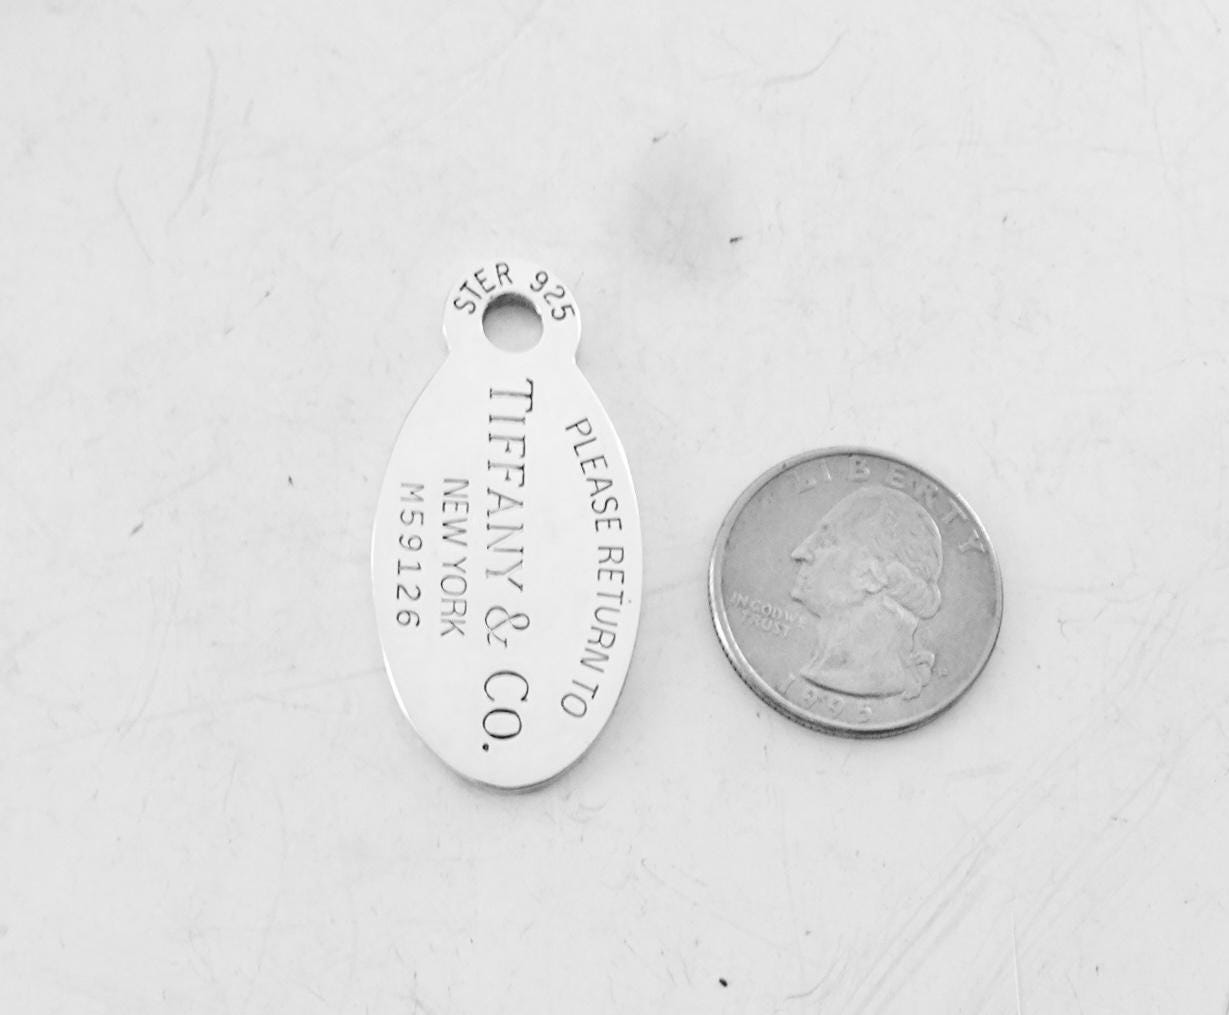 STER 925
PLEASE RETURN TO
TIFFANY & CO.
NEW YORK
M59126
LIBERTY
IN GOD WE
TRUST
1995